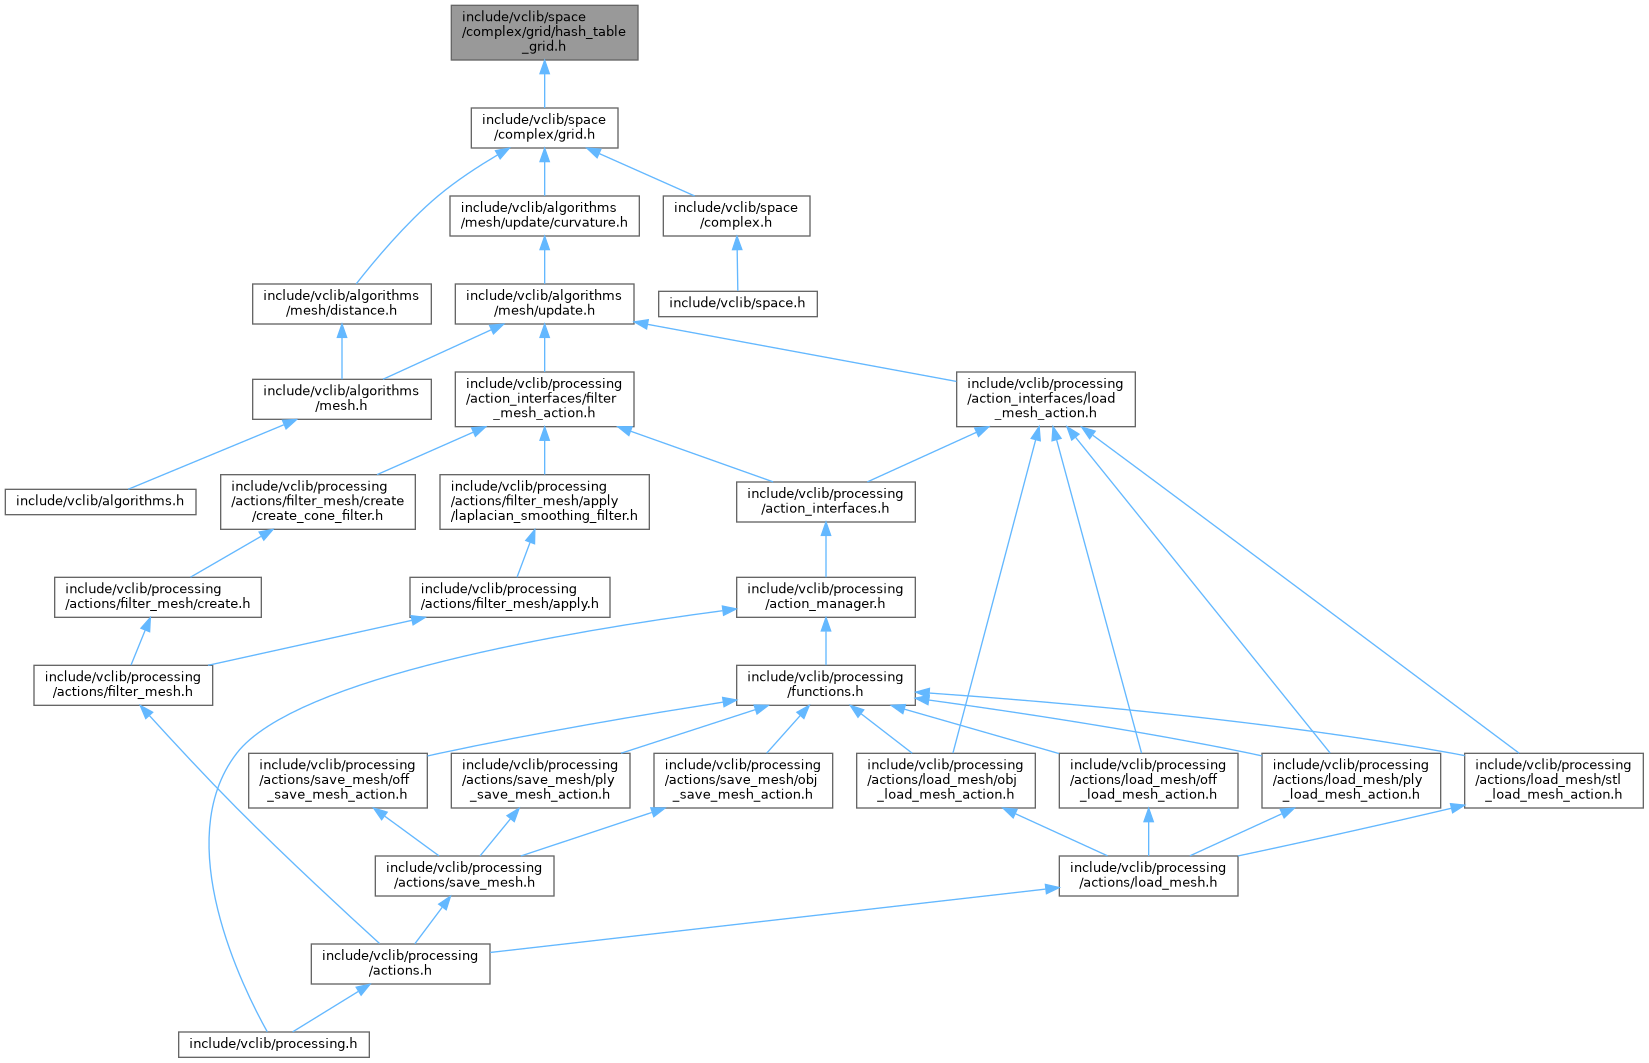 include/vclib/space
/complex/grid/hash_table
_grid.h
include/vclib/space
/complex/grid.h
include/vclib/algorithms
/mesh/update/curvature.h
include/vclib/space
/complex.h
include/vclib/algorithms
/mesh/distance.h
include/vclib/algorithms
/mesh/update.h
include/vclib/space.h
include/vclib/algorithms
/mesh.h
include/vclib/processing
/action_interfaces/filter
_mesh_action.h
include/vclib/processing
/action_interfaces/load
_mesh_action.h
include/vclib/algorithms.h
include/vclib/processing
/actions/filter_mesh/create
/create_cone_filter.h
include/vclib/processing
/actions/filter_mesh/apply
/laplacian_smoothing_filter.h
include/vclib/processing
/action_interfaces.h
include/vclib/processing
/actions/filter_mesh/create.h
include/vclib/processing
/actions/filter_mesh/apply.h
include/vclib/processing
/action_manager.h
include/vclib/processing
/actions/filter_mesh.h
include/vclib/processing
/functions.h
include/vclib/processing
/actions/save_mesh/off
_save_mesh_action.h
include/vclib/processing
/actions/save_mesh/ply
_save_mesh_action.h
include/vclib/processing
/actions/save_mesh/obj
_save_mesh_action.h
include/vclib/processing
/actions/load_mesh/obj
_load_mesh_action.h
include/vclib/processing
/actions/load_mesh/off
_load_mesh_action.h
include/vclib/processing
/actions/load_mesh/ply
_load_mesh_action.h
include/vclib/processing
/actions/load_mesh/stl
_load_mesh_action.h
include/vclib/processing
/actions/save_mesh.h
include/vclib/processing
/actions/load_mesh.h
include/vclib/processing
/actions.h
include/vclib/processing.h